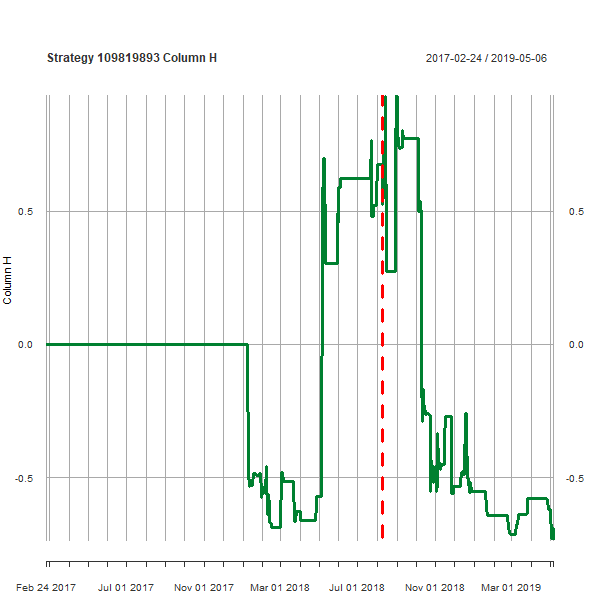 Strategy 109819893 Column H
2017-02-24 / 2019-05-06
Column H
0.5
0.5
0.0
0.0
-0.5
-0.5
Feb 24 2017
Jul 01 2017
Nov 01 2017
Mar 01 2018
Jul 01 2018
Nov 01 2018
Mar 01 2019